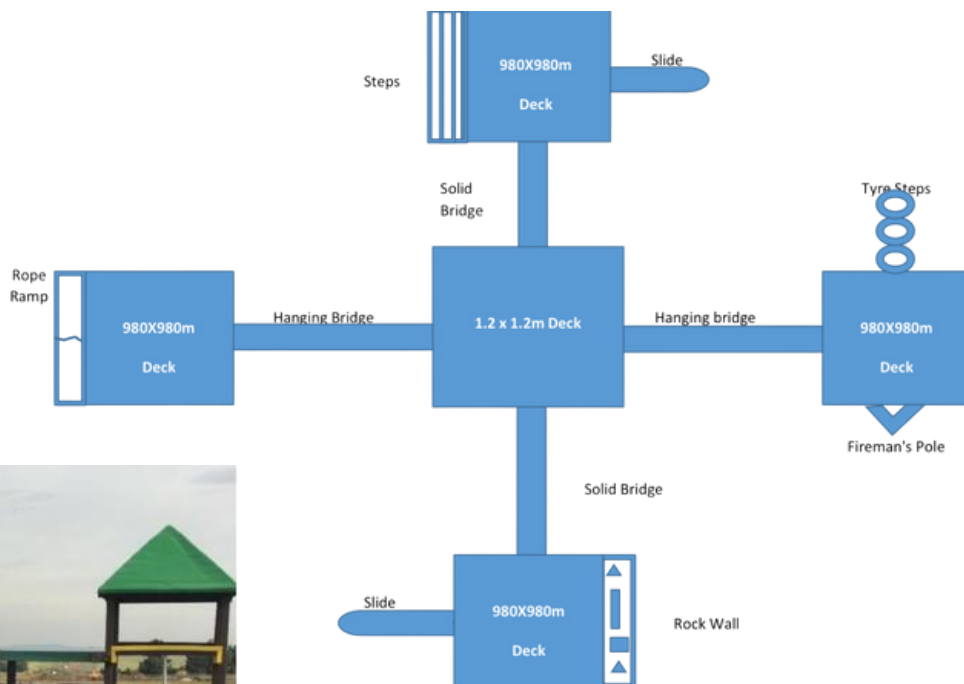 980X980m
Deck
Slide
Steps
Solid
Bridge
Tyre Steps
Rope
Ramp
980X980m
Deck
Hanging Bridge
1.2 x 1.2m Deck
Hanging bridge
980X980m
Deck
Fireman's Pole
Solid Bridge
Slide
980X980m
Deck
Rock Wall